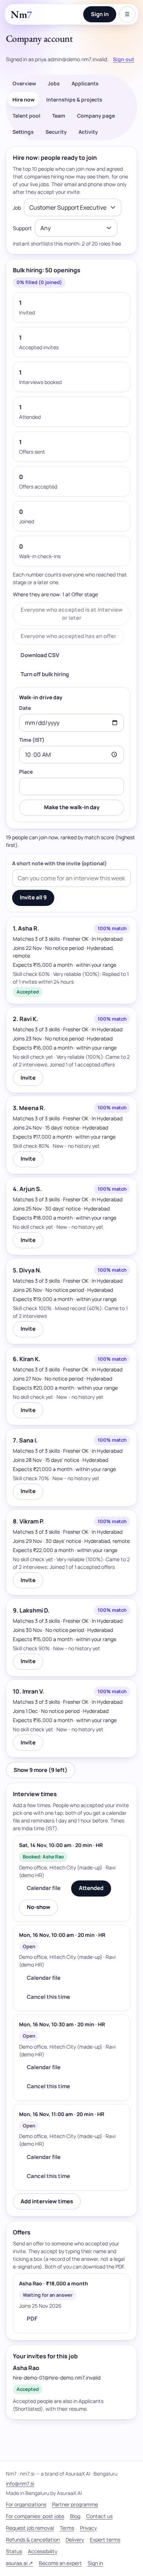 Nm7
Sign in
Company account
Signed in as priya.admin@demo.nm7.invalid. Sign out
Overview Jobs Applicants
Hire now Internships & projects
Talent pool Team Company page
Settings Security Activity
Hire now: people ready to join
The top 10 people who can join now and agreed
that companies hiring now may see them, for one
of your jobs. Test hired people and anyone show only
after they accept your invite.
Job Customer Support Executive
Support Any
Instant shortlists this month: 2 of 20 roles free
Bulk hiring: 50 openings
0% filled (0 joined)
1
Invited
1
Accepted invites
1
Interviews booked
1
Attended
1
Offers sent
0
Offers accepted
0
Joined
0
Walk-in check-ins
Each number counts everyone who reached that
stage or a later one.
Where they are now: 1 at Offer stage
Everyone who accepted is at Interview
or later
Everyone who accepted has an offer
Download CSV
Turn off bulk hiring
Walk-in drive day
Date
mm/dd/yyyy
Time (IST)
10:00 AM
Place
Make the walk-in day
19 people can join now, ranked by match score (highest
first).
A short note with the invite (optional)
Can you come for an interview this week
Invite all 9
1. Asha R. 100% match
Matches 3 of 3 skills · Fresher OK · In Hyderabad
Joins 22 Nov · No notice period · Hyderabad,
remote
Expects ₹15,000 a month · within your range
Skill check 60% · Very reliable (100%): Replied to 1
of 1 invites within 24 hours
Accepted
2. Ravi K. 100% match
Matches 3 of 3 skills · Fresher OK · In Hyderabad
Joins 23 Nov · No notice period · Hyderabad
Expects ₹16,000 a month · within your range
No skill check yet · Very reliable (100%): Came to 2
of 2 interviews; Joined 1 of 1 accepted offers
Invite
3. Meena R. 100% match
Matches 3 of 3 skills · Fresher OK · In Hyderabad
Joins 24 Nov · 15 days' notice · Hyderabad
Expects ₹17,000 a month · within your range
Skill check 80% · New - no history yet
Invite
4. Arjun S. 100% match
Matches 3 of 3 skills · Fresher OK · In Hyderabad
Joins 25 Nov · 30 days' notice · Hyderabad
Expects ₹18,000 a month · within your range
No skill check yet · New - no history yet
Invite
5. Divya N. 100% match
Matches 3 of 3 skills · Fresher OK · In Hyderabad
Joins 26 Nov · No notice period · Hyderabad
Expects ₹19,000 a month · within your range
Skill check 100% · Mixed record (40%): Came to 1
of 2 interviews
Invite
6. Kiran K. 100% match
Matches 3 of 3 skills · Fresher OK · In Hyderabad
Joins 27 Nov · No notice period · Hyderabad
Expects ₹20,000 a month · within your range
No skill check yet · New - no history yet
Invite
7. Sana I. 100% match
Matches 3 of 3 skills · Fresher OK · In Hyderabad
Joins 28 Nov · 15 days' notice · Hyderabad
Expects ₹21,000 a month · within your range
Skill check 70% · New - no history yet
Invite
8. Vikram P. 100% match
Matches 3 of 3 skills · Fresher OK · In Hyderabad
Joins 29 Nov · 30 days' notice · Hyderabad, remote
Expects ₹22,000 a month · within your range
No skill check yet · Very reliable (100%): Came to 2
of 2 interviews; Joined 1 of 1 accepted offers
Invite
9. Lakshmi D. 100% match
Matches 3 of 3 skills · Fresher OK · In Hyderabad
Joins 30 Nov · No notice period · Hyderabad
Expects ₹15,000 a month · within your range
Skill check 90% · New - no history yet
Invite
10. Imran V. 100% match
Matches 3 of 3 skills · Fresher OK · In Hyderabad
Joins 1 Dec · No notice period · Hyderabad
Expects ₹16,000 a month · within your range
No skill check yet · New - no history yet
Invite
Show 9 more (9 left)
Interview times
Add a few times. People who accepted your invite
pick one with one tap; both of you get a calendar
file and reminders 1 day and 1 hour before. Times
are India time (IST).
Sat, 14 Nov, 10:00 am · 20 min · HR
Booked: Asha Rao
Demo office, Hitech City (made-up) · Ravi
(demo HR)
Calendar file Attended
No-show
Mon, 16 Nov, 10:00 am · 20 min · HR
Open
Demo office, Hitech City (made-up) · Ravi
(demo HR)
Calendar file
Cancel this time
Mon, 16 Nov, 10:30 am · 20 min · HR
Open
Demo office, Hitech City (made-up) · Ravi
(demo HR)
Calendar file
Cancel this time
Mon, 16 Nov, 11:00 am · 20 min · HR
Open
Demo office, Hitech City (made-up) · Ravi
(demo HR)
Calendar file
Cancel this time
Add interview times
Offers
Send an offer to someone who accepted your
invite. They accept it by typing their name and
ticking a box (a record of the answer, not a legal
e-signature). Both of you can download the PDF.
Asha Rao · ₹18,000 a month
Waiting for an answer
Joins 25 Nov 2026
PDF
Your invites for this job
Asha Rao
hire-demo-01@hire-demo.nm7.invalid
Accepted
Accepted people are also in Applicants
(Shortlisted), with their resume.
Nm7 · nm7.si — a brand of AsuraaX AI · Bengaluru
info@nm7.si
Made in Bengaluru by AsuraaX AI
For organizations Partner programme
For companies: post jobs Blog Contact us
Request job removal Terms Privacy
Refunds & cancellation Delivery Expert terms
Status Accessibility
asuraa.ai ↗ Become an expert Sign in